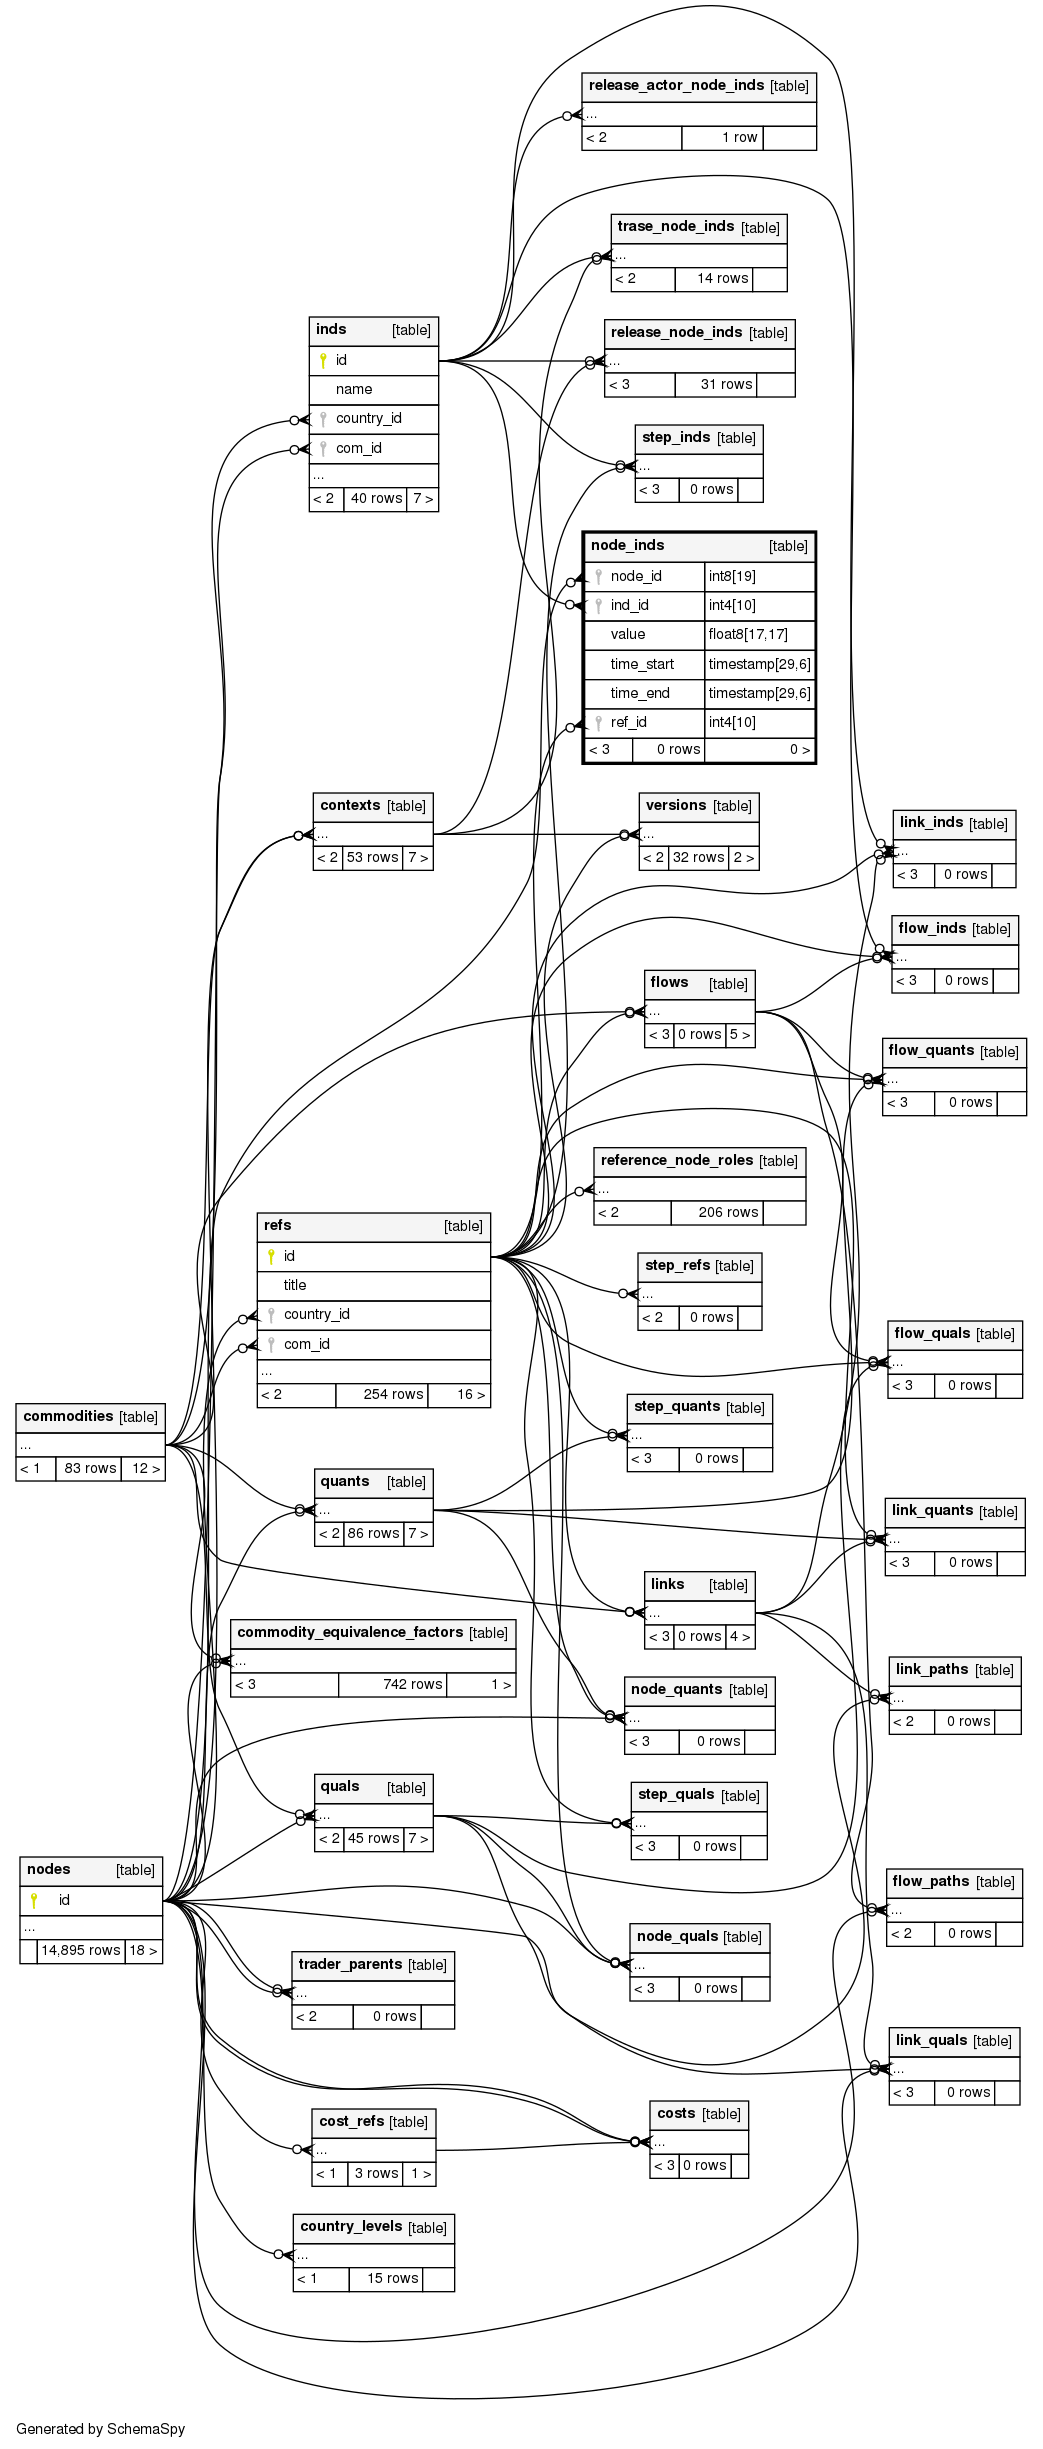 release_actor_node_inds [table]
...
< 2 1 row
trase_node_inds [table]
...
< 2 14 rows
release_node_inds [table]
...
< 3 31 rows
inds [table]
id
name
country_id
com_id
...
< 2 40 rows 7 >
step_inds [table]
...
< 3 0 rows
node_inds [table]
node_id int8[19]
ind_id int4[10]
value float8[17,17]
time_start timestamp[29,6]
time_end timestamp[29,6]
ref_id int4[10]
< 3 0 rows 0 >
contexts [table]
...
< 2 53 rows 7 >
versions [table]
...
< 2 32 rows 2 >
link_inds [table]
...
< 3 0 rows
flow_inds [table]
...
< 3 0 rows
flows [table]
...
< 3 0 rows 5 >
flow_quants [table]
...
< 3 0 rows
reference_node_roles [table]
...
< 2 206 rows
refs [table]
id
title
country_id
com_id
...
< 2 254 rows 16 >
step_refs [table]
...
< 2 0 rows
flow_quals [table]
...
< 3 0 rows
commodities [table]
...
< 1 83 rows 12 >
step_quants [table]
...
< 3 0 rows
quants [table]
...
< 2 86 rows 7 >
link_quants [table]
...
< 3 0 rows
links [table]
...
< 3 0 rows 4 >
commodity_equivalence_factors [table]
...
< 3 742 rows 1 >
link_paths [table]
...
< 2 0 rows
node_quants [table]
...
< 3 0 rows
quals [table]
...
< 2 45 rows 7 >
step_quals [table]
...
< 3 0 rows
nodes [table]
id
...
14,895 rows 18 >
flow_paths [table]
...
< 2 0 rows
node_quals [table]
...
< 3 0 rows
trader_parents [table]
...
< 2 0 rows
link_quals [table]
...
< 3 0 rows
cost_refs [table]
...
< 1 3 rows 1 >
costs [table]
...
< 3 0 rows
country_levels [table]
...
< 1 15 rows
Generated by SchemaSpy